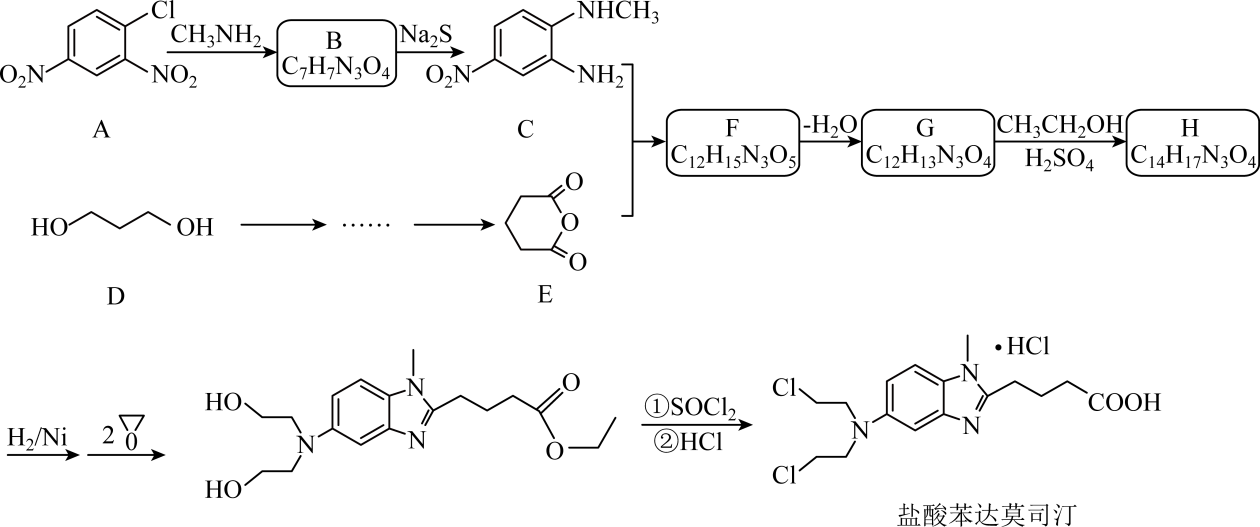 Cl
O₂N
NO₂
A
CH₃NH₂
B
C₇H₇N₃O₄
Na₂S
NHCH₃
O₂N
NH₂
C
HO
OH
D
……
O
O
O
E
F
C₁₂H₁₅N₃O₅
-H₂O
G
C₁₂H₁₃N₃O₄
CH₃CH₂OH
H₂SO₄
H
C₁₄H₁₇N₃O₄
H₂/Ni
2
0
HO
HO
N
N
N
O
O
①SOCl₂
②HCl
Cl
Cl
N
N
N
•HCl
COOH
盐酸苯达莫司汀